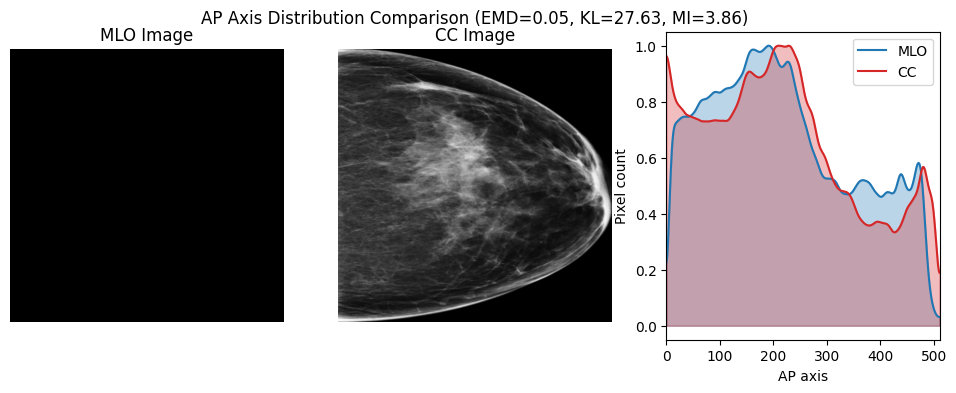 AP Axis Distribution Comparison (EMD=0.05, KL=27.63, MI=3.86)
MLO Image
CC Image
MLO
CC
Pixel count
1.0
0.8
0.6
0.4
0.2
0.0
0 100 200 300 400 500
AP axis